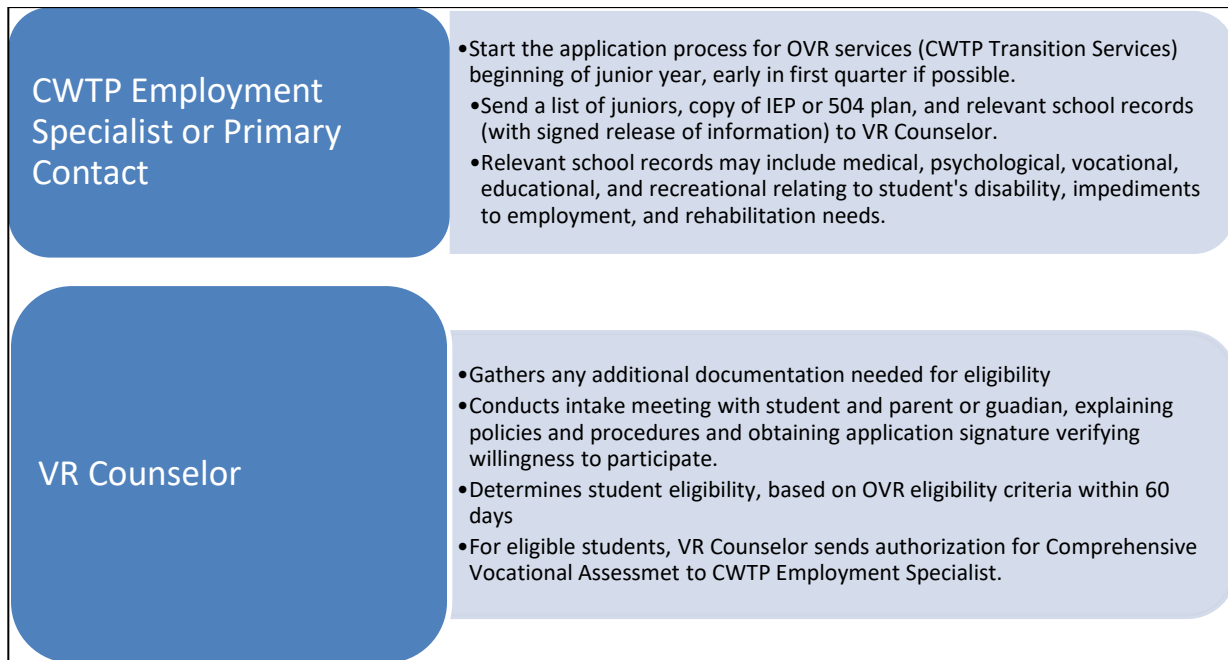 CWTP Employment
Specialist or Primary
Contact
•Start the application process for OVR services (CWTP Transition Services)
beginning of junior year, early in first quarter if possible.
•Send a list of juniors, copy of IEP or 504 plan, and relevant school records
(with signed release of information) to VR Counselor.
•Relevant school records may include medical, psychological, vocational,
educational, and recreational relating to student's disability, impediments
to employment, and rehabilitation needs.
VR Counselor
•Gathers any additional documentation needed for eligibility
•Conducts intake meeting with student and parent or guadian, explaining
policies and procedures and obtaining application signature verifying
willingness to participate.
•Determines student eligibility, based on OVR eligibility criteria within 60
days
•For eligible students, VR Counselor sends authorization for Comprehensive
Vocational Assessmet to CWTP Employment Specialist.